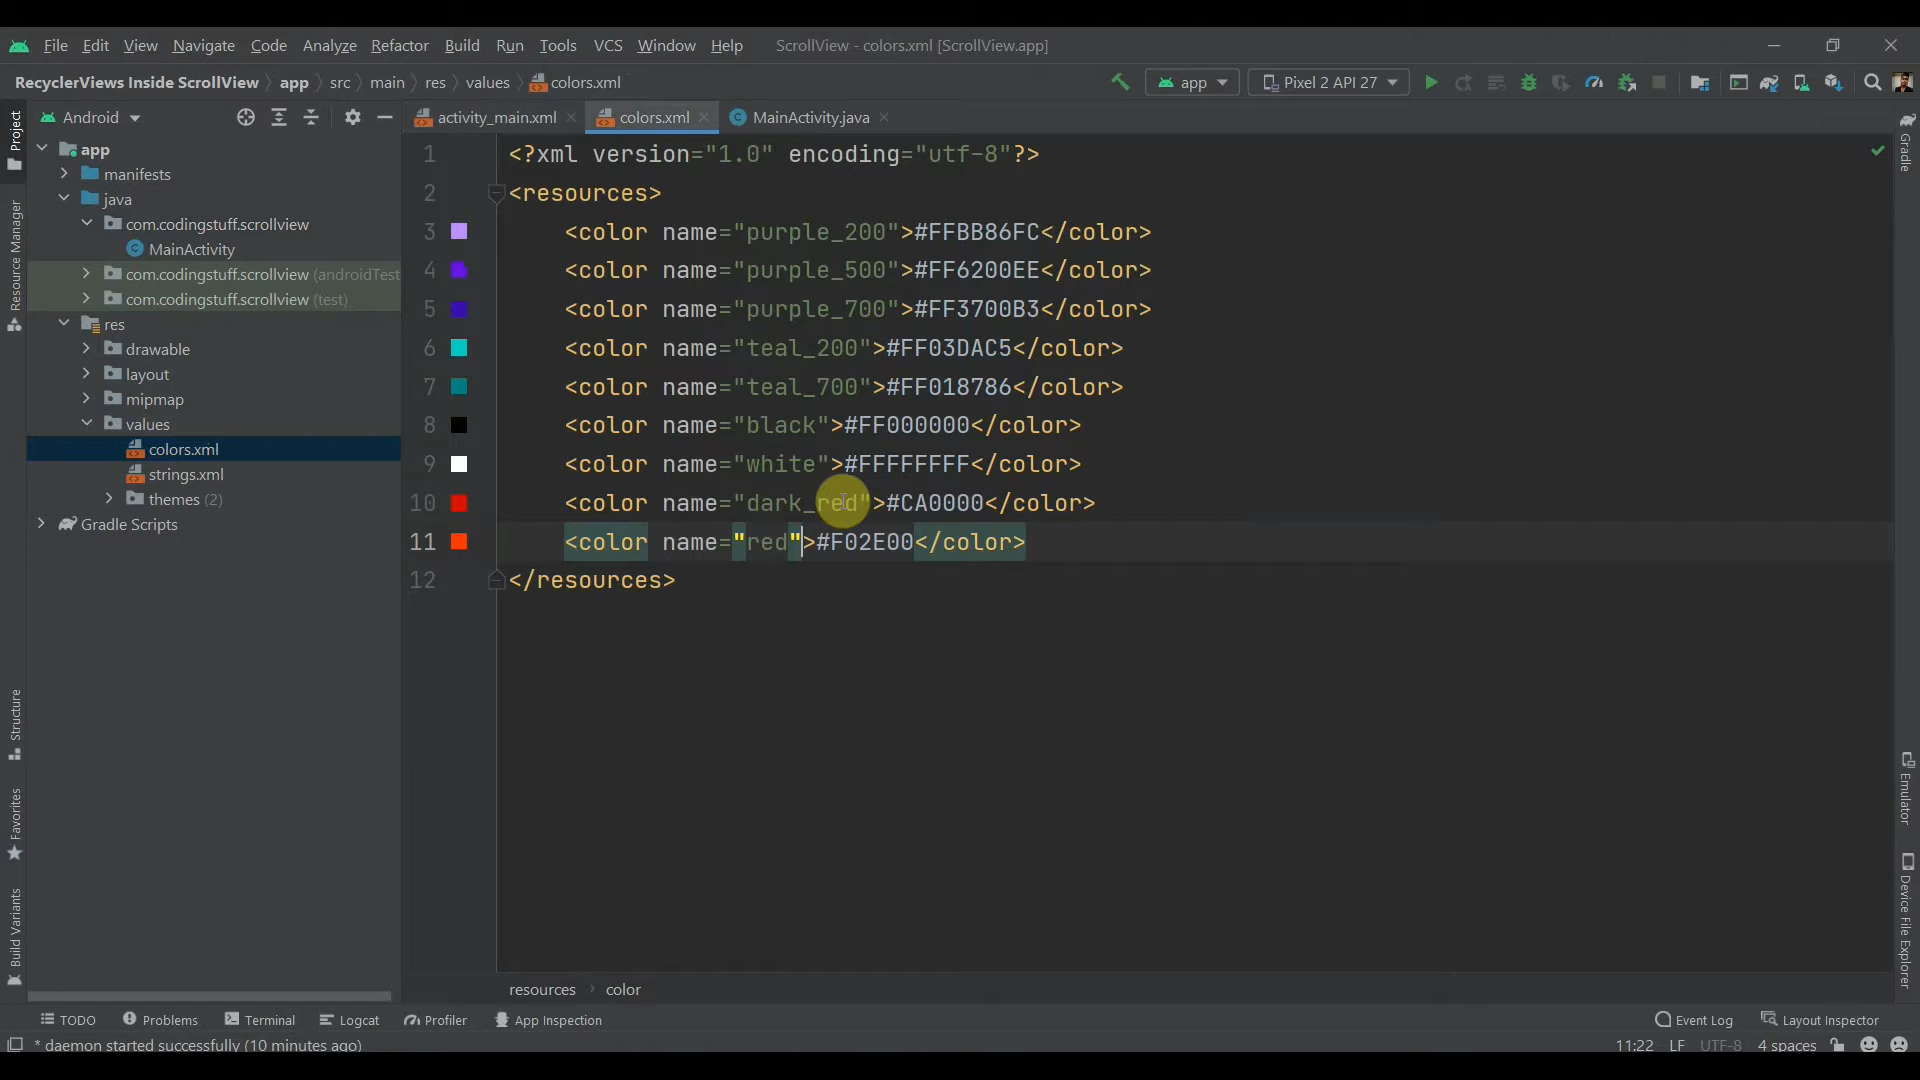 File Edit View Navigate Code Analyze Refactor Build Run Tools VCS Window Help ScrollView - colors.xml [ScrollView.app]
RecyclerViews Inside ScrollView app src main res values colors.xml app Pixel 2 API 27
Android activity_main.xml colors.xml MainActivity.java
Project
Resource Manager
Structure
Favorites
Build Variants
app
manifests
java
com.codingstuff.scrollview
MainActivity
com.codingstuff.scrollview (androidTest
com.codingstuff.scrollview (test)
res
drawable
layout
mipmap
values
colors.xml
strings.xml
themes (2)
Gradle Scripts
1 <?xml version="1.0" encoding="utf-8"?>
2 <resources>
3 <color name="purple_200">#FFBB86FC</color>
4 <color name="purple_500">#FF6200EE</color>
5 <color name="purple_700">#FF3700B3</color>
6 <color name="teal_200">#FF03DAC5</color>
7 <color name="teal_700">#FF018786</color>
8 <color name="black">#FF000000</color>
9 <color name="white">#FFFFFFFF</color>
10 <color name="dark_red">#CA0000</color>
11 <color name="red">#F02E00</color>
12 </resources>
Gradle
Emulator
Device File Explorer
resources color
TODO Problems Terminal Logcat Profiler App Inspection Event Log Layout Inspector
* daemon started successfully (10 minutes ago) 11:22 LF UTF-8 4 spaces